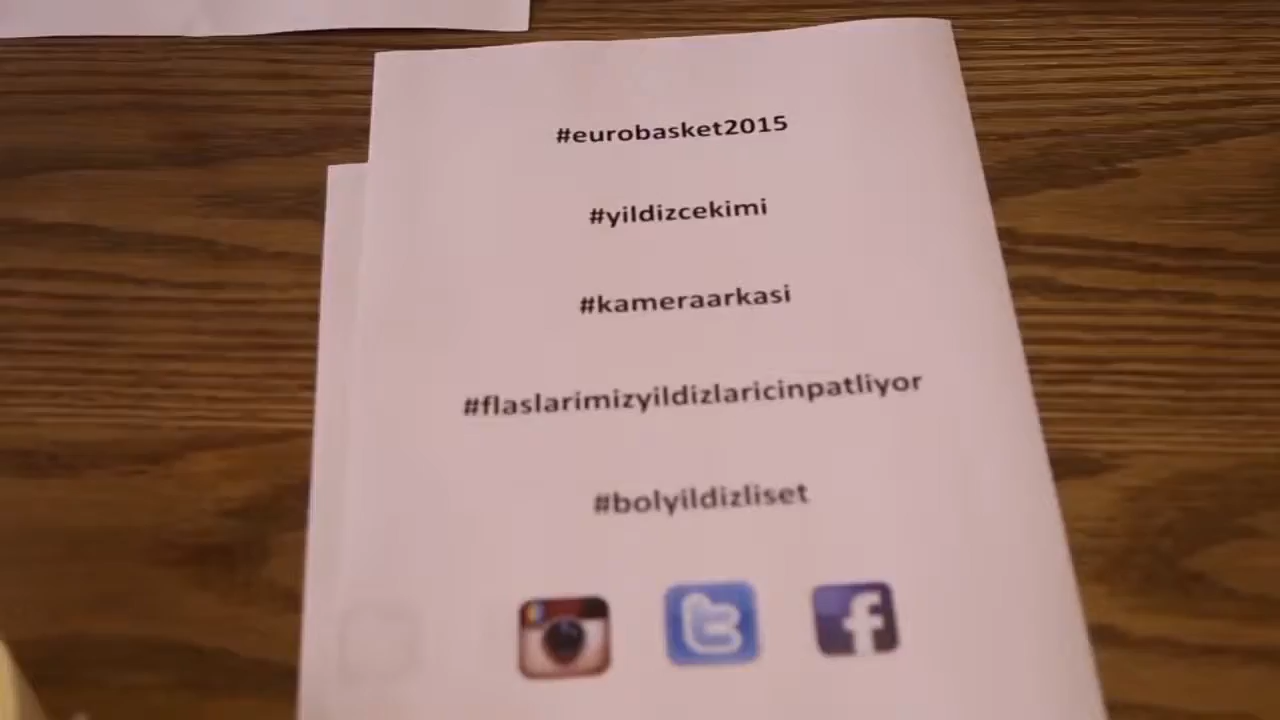 #eurobasket2015
#yildizcekimi
#kameraarkasi
#flaslarimizyildizlaricinpatliyor
#bolyildizliset